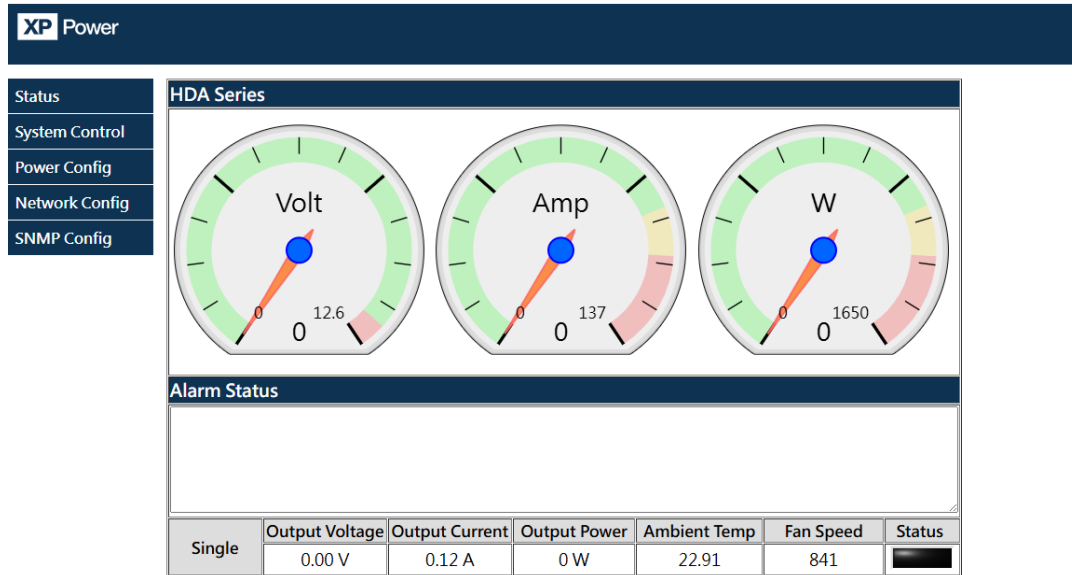 XP Power
Status
System Control
Power Config
Network Config
SNMP Config
HDA Series
Volt
0 12.6
0
Amp
0 137
0
W
0 1650
0
Alarm Status
Single
Output Voltage Output Current Output Power Ambient Temp Fan Speed Status
0.00 V 0.12 A 0 W 22.91 841